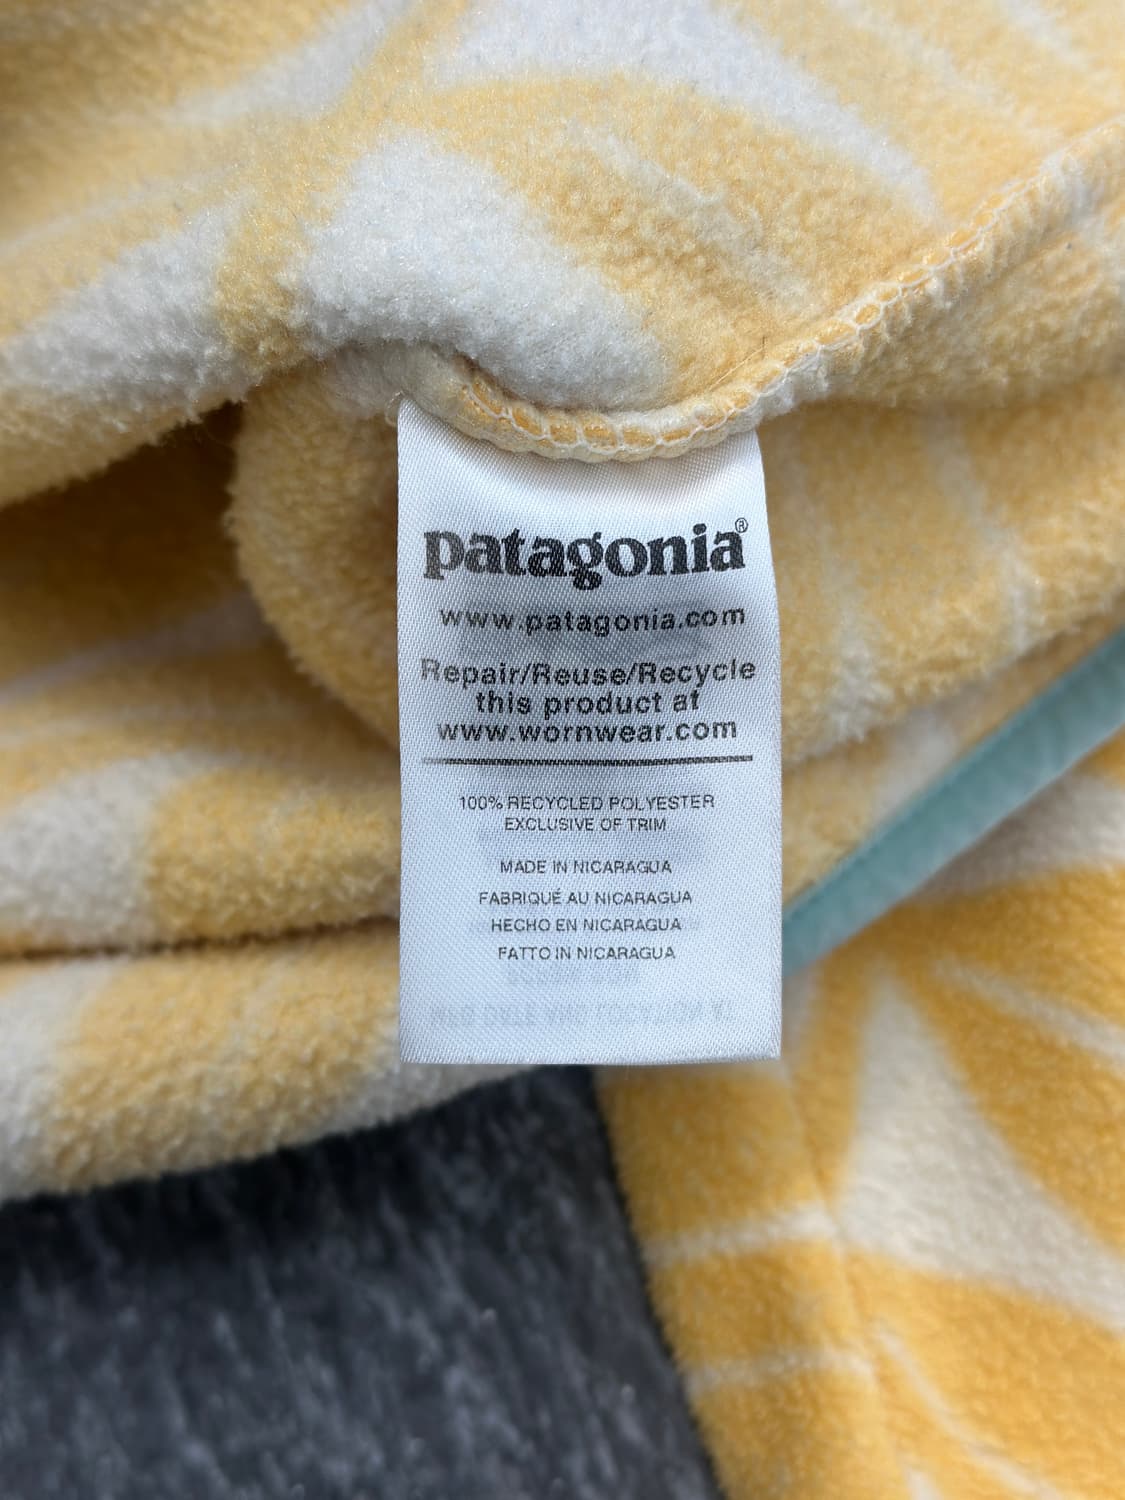 patagonia®
www.patagonia.com
Repair/Reuse/Recycle
this product at
www.wornwear.com
100% RECYCLED POLYESTER
EXCLUSIVE OF TRIM
MADE IN NICARAGUA
FABRIQUÉ AU NICARAGUA
HECHO EN NICARAGUA
FATTO IN NICARAGUA